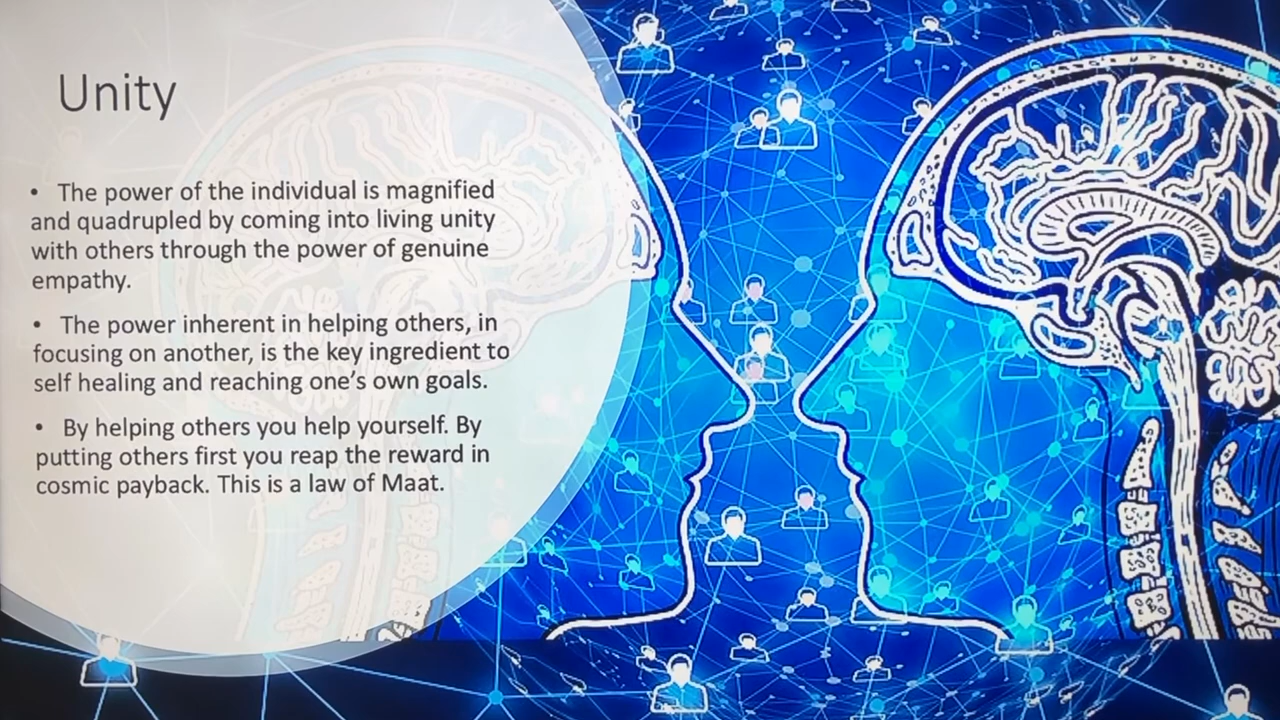 Unity
• The power of the individual is magnified
and quadrupled by coming into living unity
with others through the power of genuine
empathy.
• The power inherent in helping others, in
focusing on another, is the key ingredient to
self healing and reaching one's own goals.
• By helping others you help yourself. By
putting others first you reap the reward in
cosmic payback. This is a law of Maat.